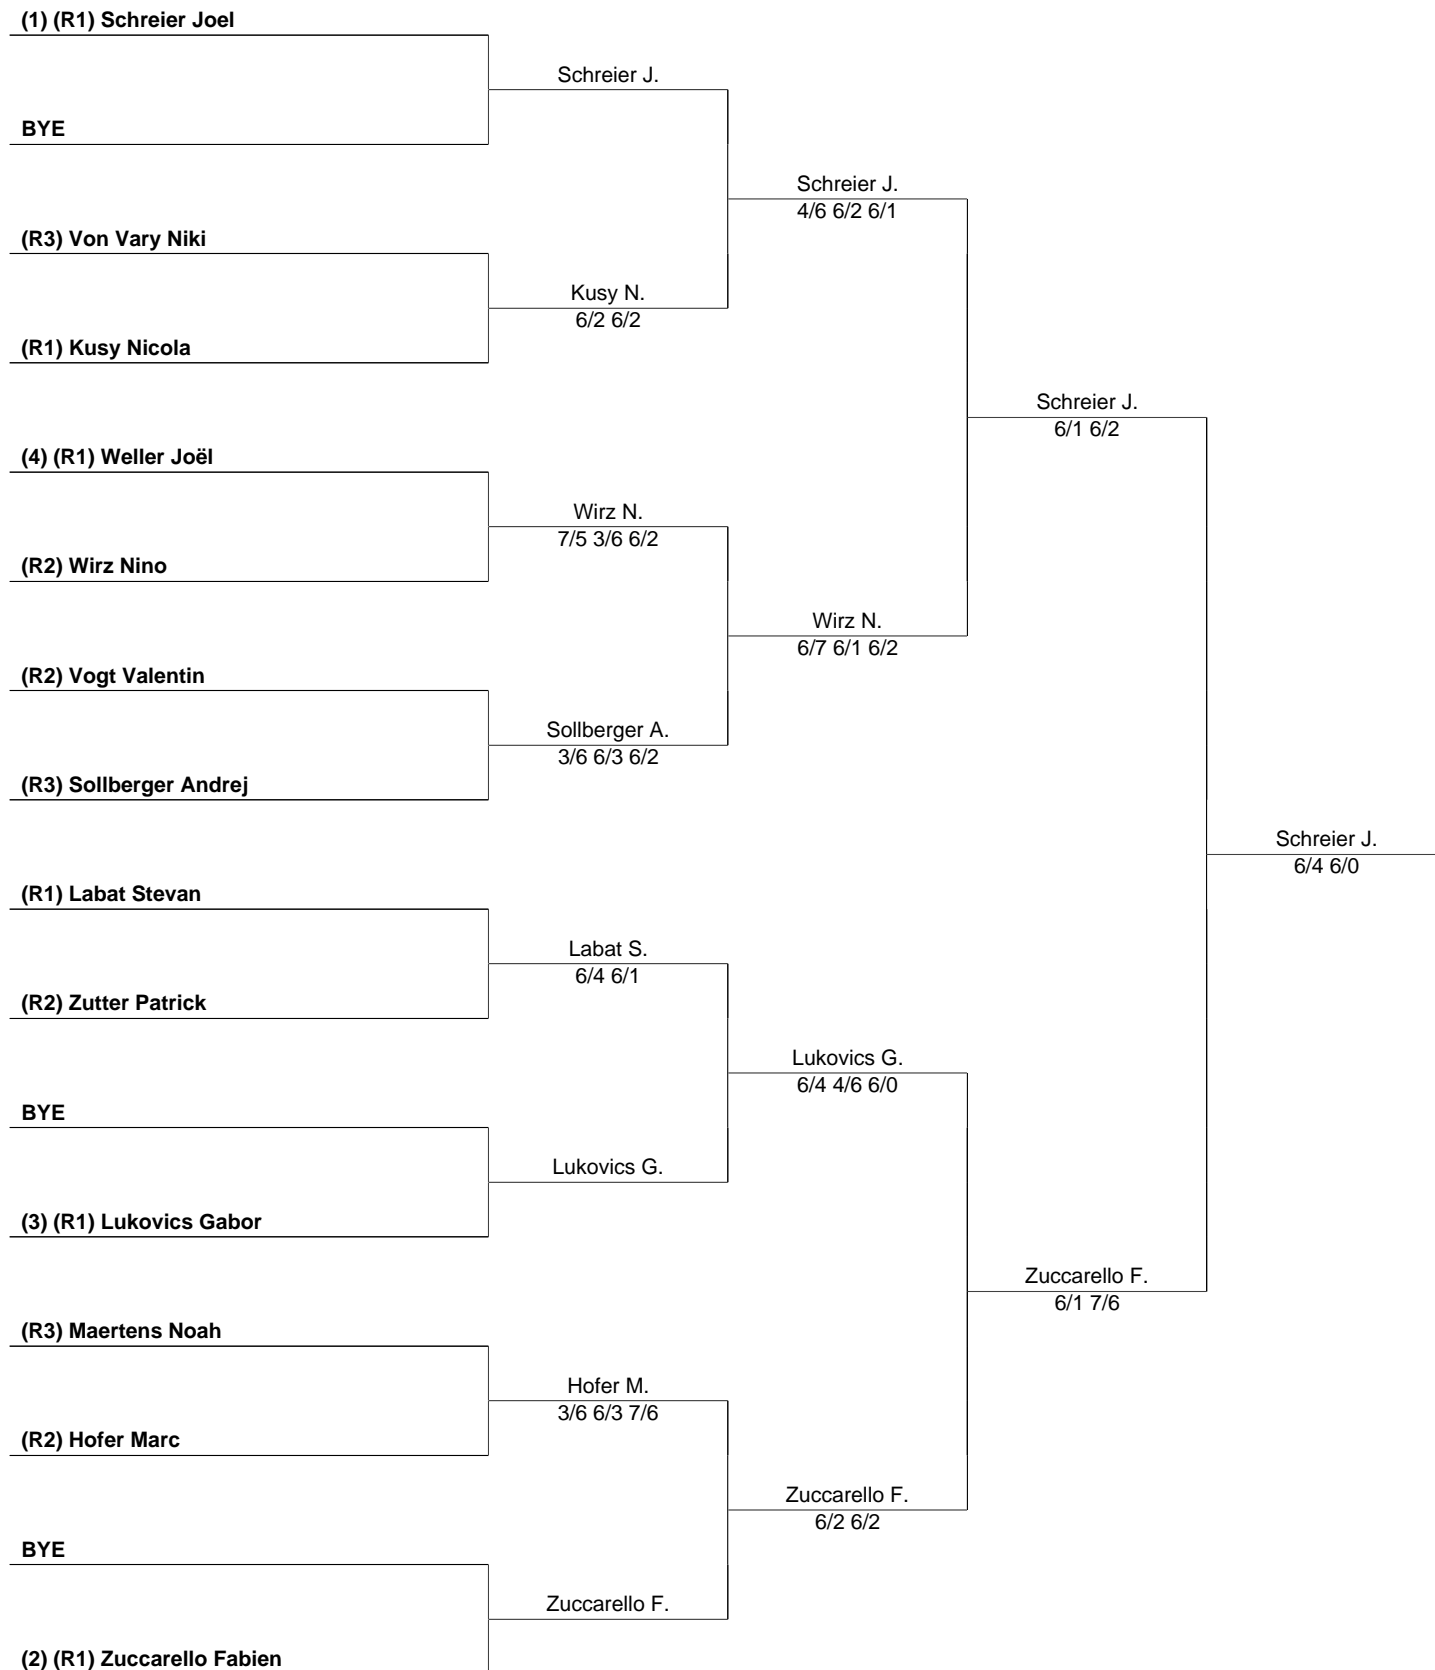 (1) (R1) Schreier Joel
Schreier J.
BYE
Schreier J.
4/6 6/2 6/1
(R3) Von Vary Niki
Kusy N.
6/2 6/2
(R1) Kusy Nicola
Schreier J.
6/1 6/2
(4) (R1) Weller Joël
Wirz N.
7/5 3/6 6/2
(R2) Wirz Nino
Wirz N.
6/7 6/1 6/2
(R2) Vogt Valentin
Sollberger A.
3/6 6/3 6/2
(R3) Sollberger Andrej
Schreier J.
6/4 6/0
(R1) Labat Stevan
Labat S.
6/4 6/1
(R2) Zutter Patrick
Lukovics G.
6/4 4/6 6/0
BYE
Lukovics G.
(3) (R1) Lukovics Gabor
Zuccarello F.
6/1 7/6
(R3) Maertens Noah
Hofer M.
3/6 6/3 7/6
(R2) Hofer Marc
Zuccarello F.
6/2 6/2
BYE
Zuccarello F.
(2) (R1) Zuccarello Fabien